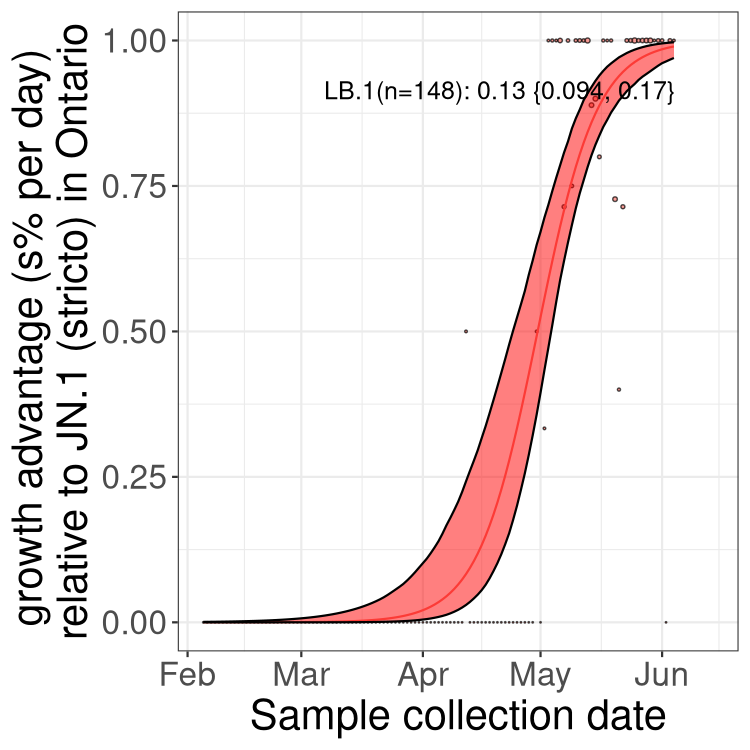 growth advantage (s% per day)
relative to JN.1 (stricto) in Ontario
1.00
0.75
0.50
0.25
0.00
LB.1(n=148): 0.13 {0.094, 0.17}
Feb Mar Apr May Jun
Sample collection date